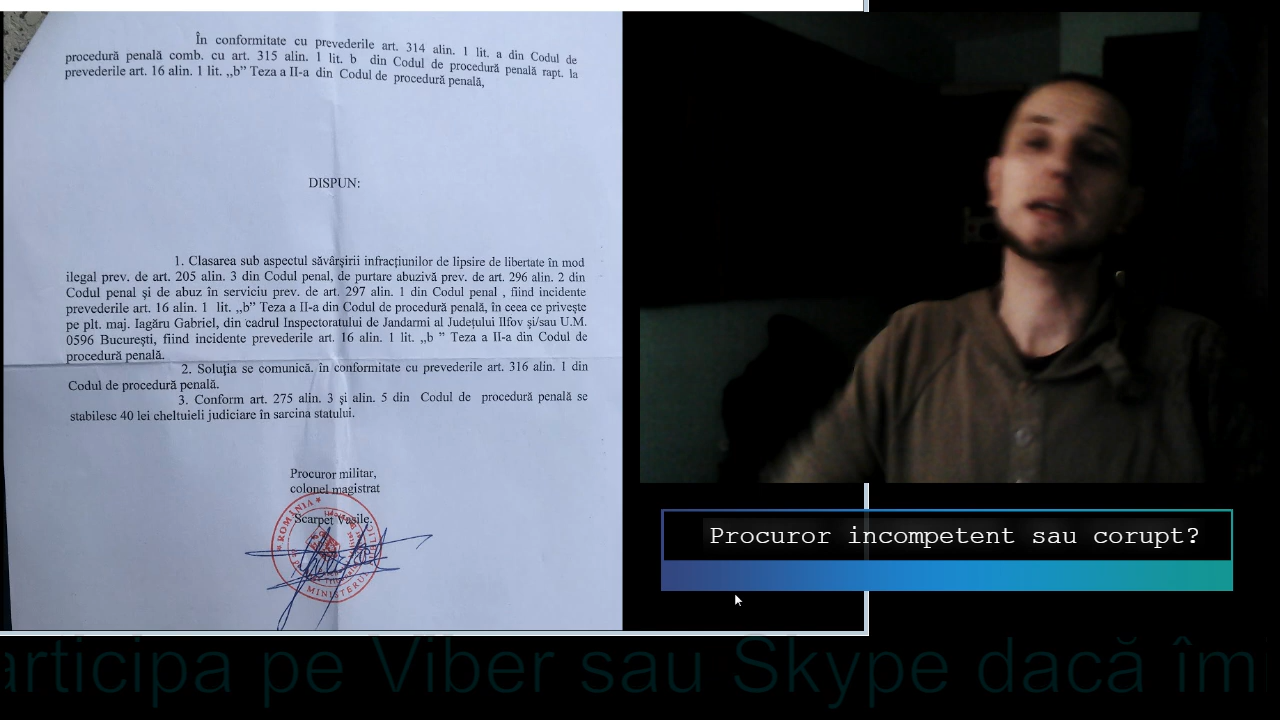 În conformitate cu prevederile art. 314 alin. 1 lit. a din Codul de
procedură penală comb. cu art. 315 alin. 1 lit. b din Codul de procedură penală rapt. la
prevederile art. 16 alin. 1 lit. „b” Teza a II-a din Codul de procedură penală,
DISPUN:
1. Clasarea sub aspectul săvârşirii infracţiunilor de lipsire de libertate în mod
ilegal prev. de art. 205 alin. 3 din Codul penal, de purtare abuzivă prev. de art. 296 alin. 2 din
Codul penal şi de abuz în serviciu prev. de art. 297 alin. 1 din Codul penal , fiind incidente
prevederile art. 16 alin. 1 lit. „b” Teza a II-a din Codul de procedură penală, în ceea ce priveşte
pe plt. maj. Iagăru Gabriel, din cadrul Inspectoratului de Jandarmi al Judeţului Ilfov şi/sau U.M.
0596 Bucureşti, fiind incidente prevederile art. 16 alin. 1 lit. „b ” Teza a II-a din Codul de
procedură penală.
2. Soluţia se comunică. în conformitate cu prevederile art. 316 alin. 1 din
Codul de procedură penală.
3. Conform art. 275 alin. 3 şi alin. 5 din Codul de procedură penală se
stabilesc 40 lei cheltuieli judiciare în sarcina statului.
Procuror militar,
colonel magistrat
Scarpeţ Vasile.
ROMÂNIA
Procuror incompetent sau corupt?
articipa pe Viber sau Skype dacă îmi